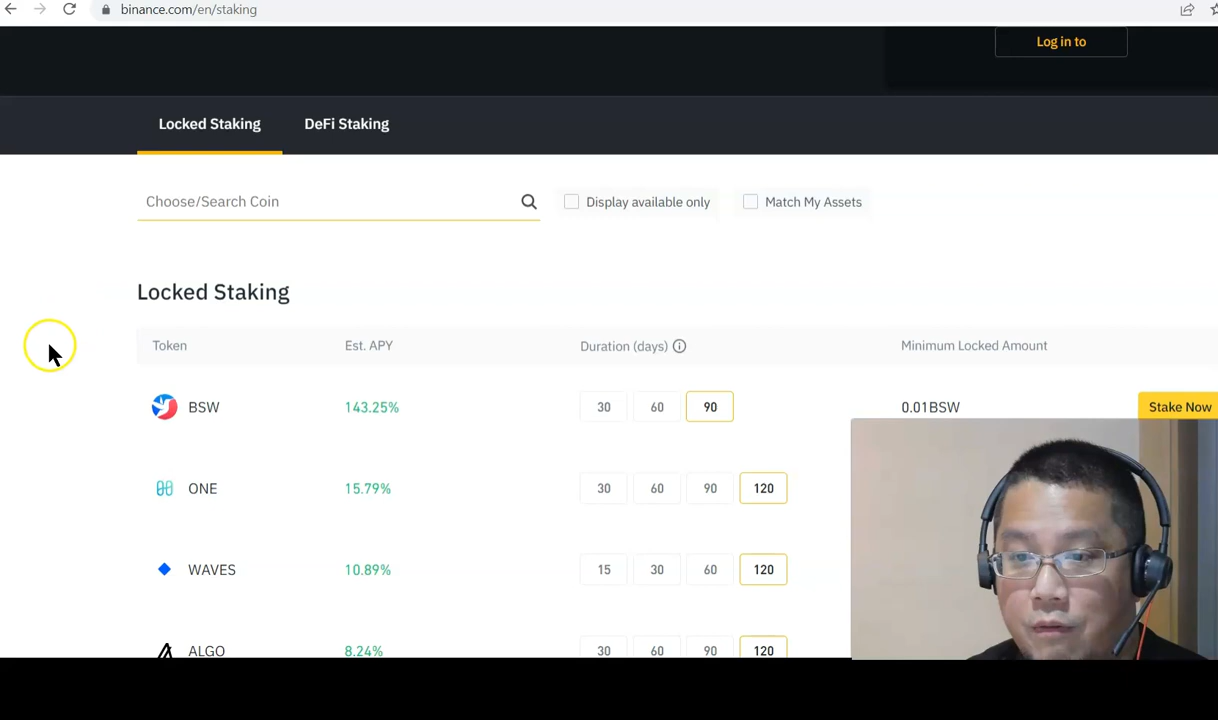 binance.com/en/staking
Log in to
Locked Staking DeFi Staking
Choose/Search Coin Display available only Match My Assets
Locked Staking
Token Est. APY Duration (days) Minimum Locked Amount
BSW 143.25% 30 60 90 0.01BSW Stake Now
ONE 15.79% 30 60 90 120
WAVES 10.89% 15 30 60 120
ALGO 8.24% 30 60 90 120